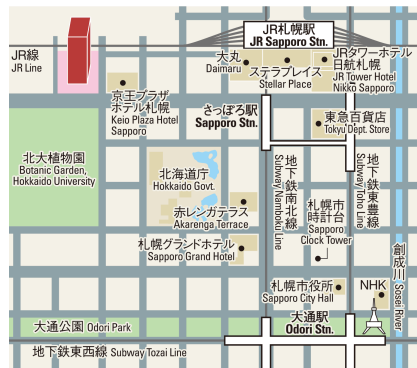 JR札幌駅
JR Sapporo Stn.
JR線
JR Line
大丸
Daimaru
ステラプレイス
Stellar Place
JRタワーホテル
日航札幌
JR Tower Hotel
Nikko Sapporo
京王プラザ
ホテル札幌
Keio Plaza Hotel
Sapporo
さっぽろ駅
Sapporo Stn.
東急百貨店
Tokyu Dept. Store
北大植物園
Botanic Garden,
Hokkaido University
北海道庁
Hokkaido Govt.
地下鉄南北線
Subway Namboku Line
地下鉄東豊線
Subway Toho Line
赤レンガテラス
Akarenga Terrace
札幌市
時計台
Sapporo
Clock Tower
札幌グランドホテル
Sapporo Grand Hotel
創成川
Sosei River
札幌市役所
Sapporo City Hall
NHK
大通公園 Odori Park
大通駅
Odori Stn.
地下鉄東西線 Subway Tozai Line